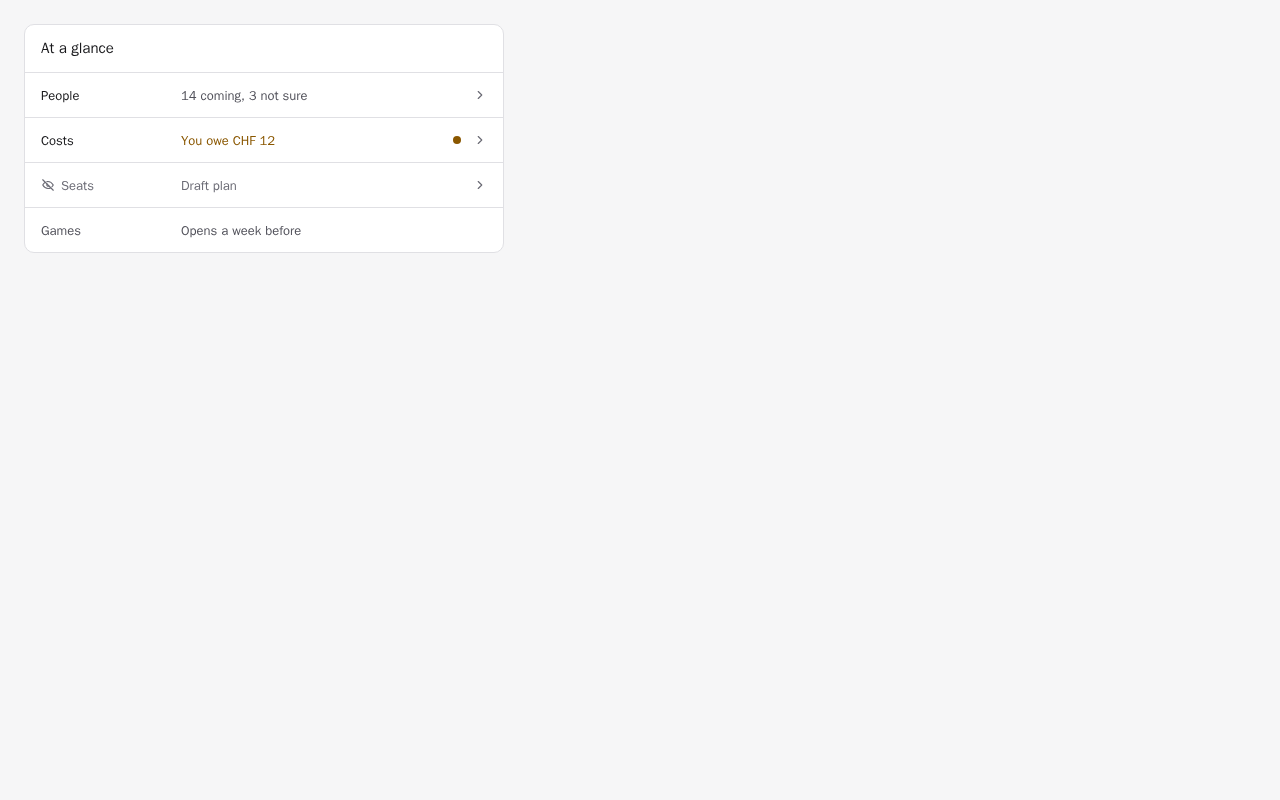 At a glance
People 14 coming, 3 not sure
Costs You owe CHF 12
Seats Draft plan
Games Opens a week before